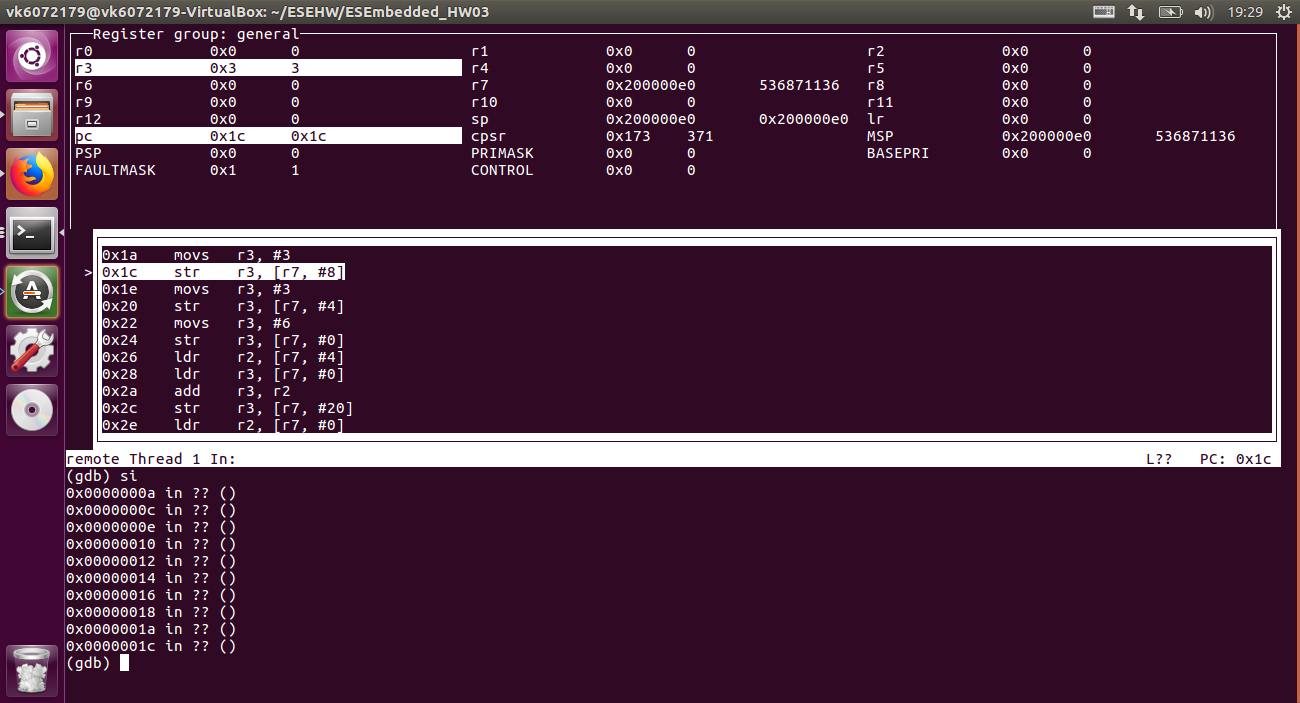 vk6072179@vk6072179-VirtualBox: ~/ESEHW/ESEmbedded_HW03 19:29
Register group: general
r0 0x0 0 r1 0x0 0 r2 0x0 0
r3 0x3 3 r4 0x0 0 r5 0x0 0
r6 0x0 0 r7 0x200000e0 536871136 r8 0x0 0
r9 0x0 0 r10 0x0 0 r11 0x0 0
r12 0x0 0 sp 0x200000e0 0x200000e0 lr 0x0 0
pc 0x1c 0x1c cpsr 0x173 371 MSP 0x200000e0 536871136
PSP 0x0 0 PRIMASK 0x0 0 BASEPRI 0x0 0
FAULTMASK 0x1 1 CONTROL 0x0 0
0x1a movs r3, #3
>0x1c str r3, [r7, #8]
0x1e movs r3, #3
0x20 str r3, [r7, #4]
0x22 movs r3, #6
0x24 str r3, [r7, #0]
0x26 ldr r2, [r7, #4]
0x28 ldr r3, [r7, #0]
0x2a add r3, r2
0x2c str r3, [r7, #20]
0x2e ldr r2, [r7, #0]
remote Thread 1 In: L?? PC: 0x1c
(gdb) si
0x0000000a in ?? ()
0x0000000c in ?? ()
0x0000000e in ?? ()
0x00000010 in ?? ()
0x00000012 in ?? ()
0x00000014 in ?? ()
0x00000016 in ?? ()
0x00000018 in ?? ()
0x0000001a in ?? ()
0x0000001c in ?? ()
(gdb)